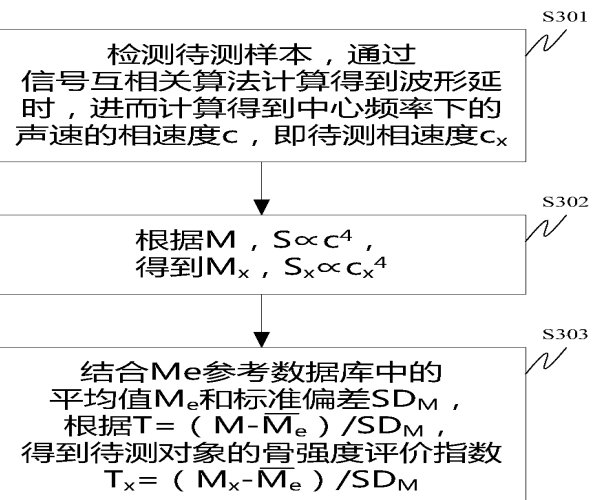 S301
检测待测样本，通过
信号互相关算法计算得到波形延
时，进而计算得到中心频率下的
声速的相速度c，即待测相速度cₓ
S302
根据M，S∝c⁴，
得到Mₓ，Sₓ∝cₓ⁴
S303
结合Me参考数据库中的
平均值Mₑ和标准偏差SD_M，
根据T=（M-M̅ₑ）/SD_M，
得到待测对象的骨强度评价指数
Tₓ=（Mₓ-M̅ₑ）/SD_M